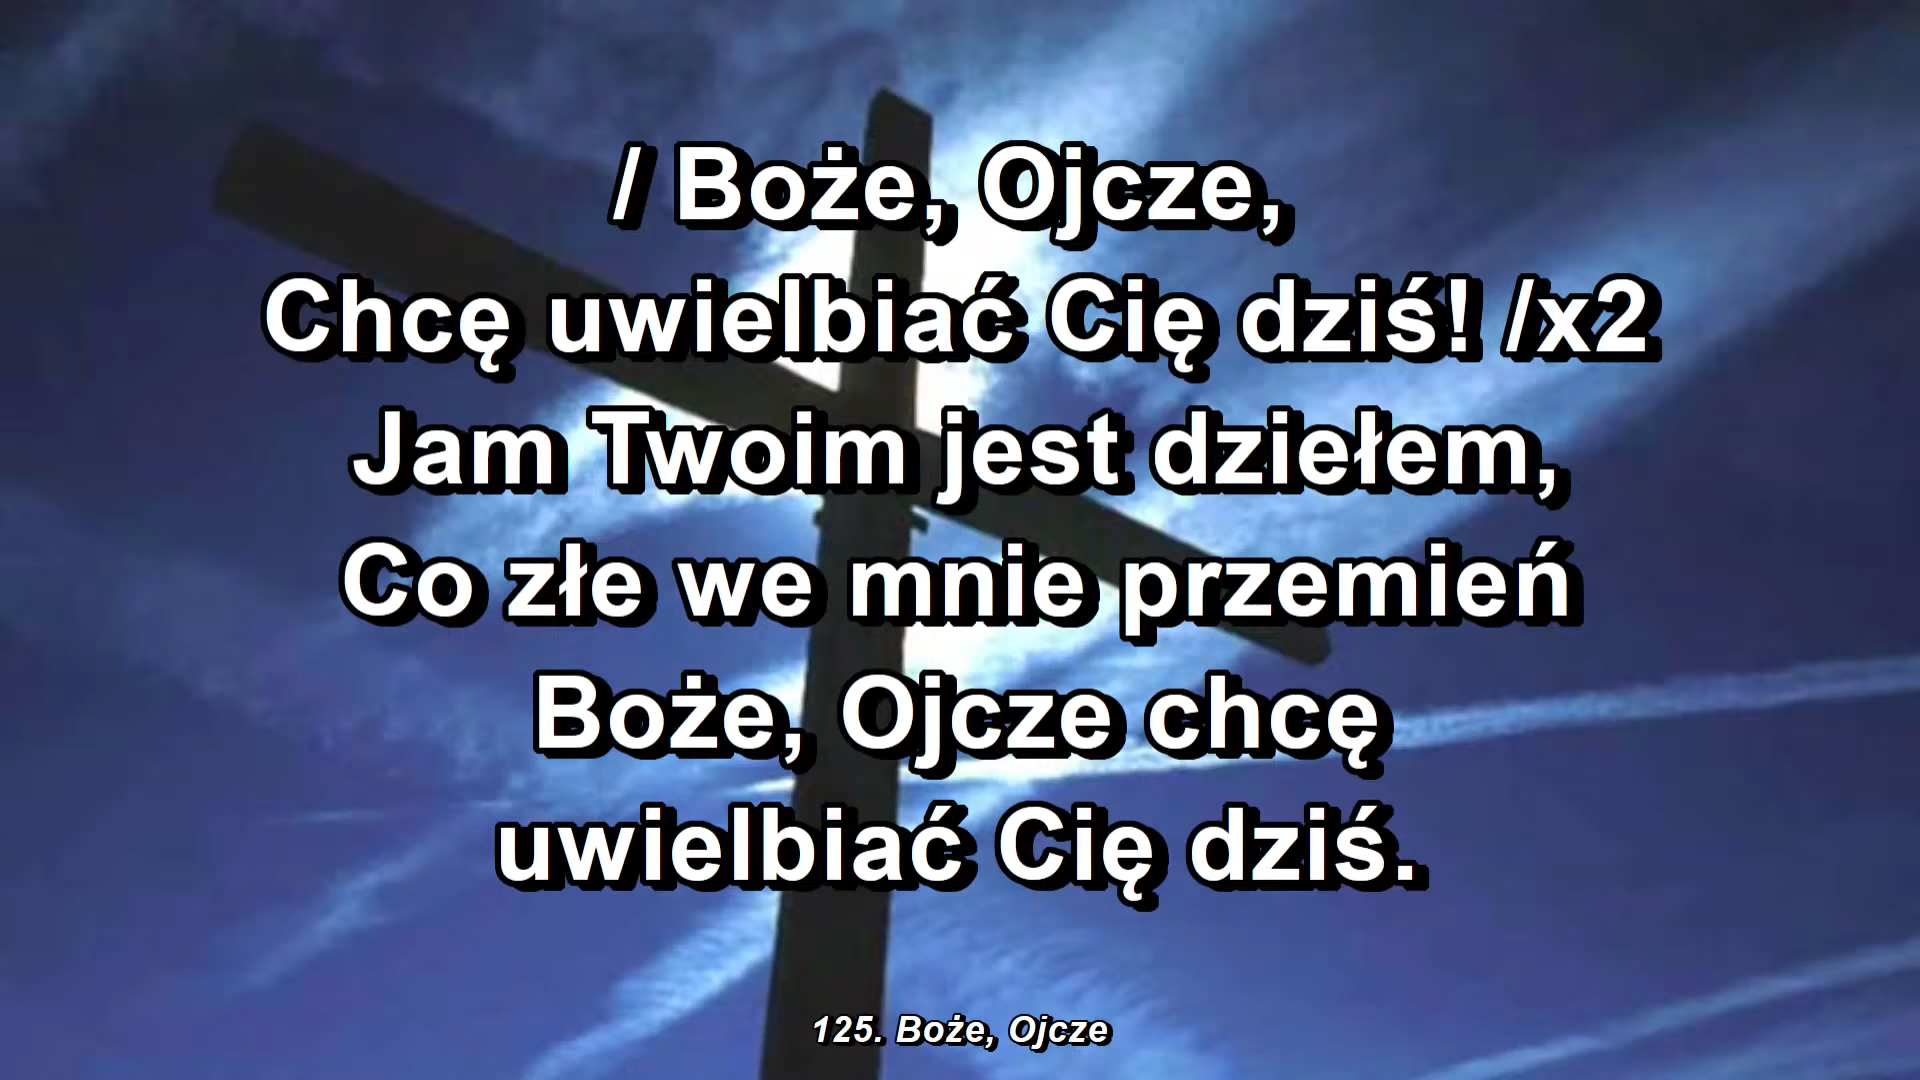 / Boże, Ojcze,
Chcę uwielbiać Cię dziś! /x2
Jam Twoim jest dziełem,
Co złe we mnie przemień
Boże, Ojcze chcę
uwielbiać Cię dziś.
125. Boże, Ojcze